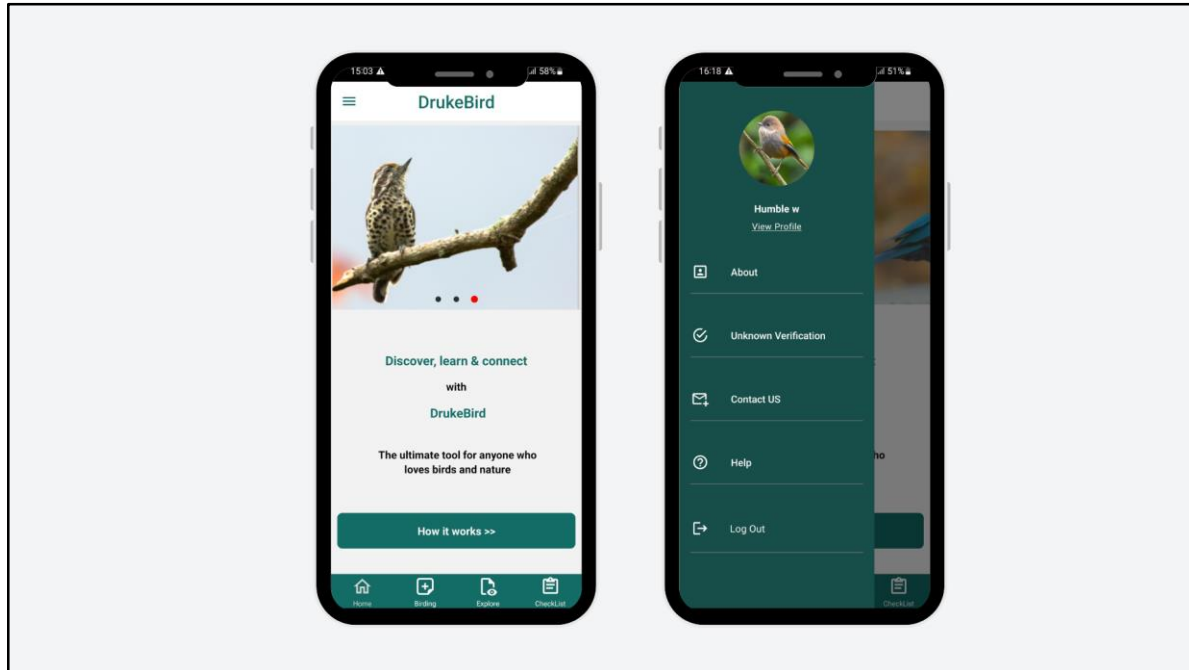 15:03
58%
DrukeBird
Discover, learn & connect
with
DrukeBird
The ultimate tool for anyone who
loves birds and nature
How it works >>
Home
Birding
Explore
CheckList
16:18
51%
Humble w
View Profile
About
Unknown Verification
Contact US
Help
Log Out
ho
CheckList